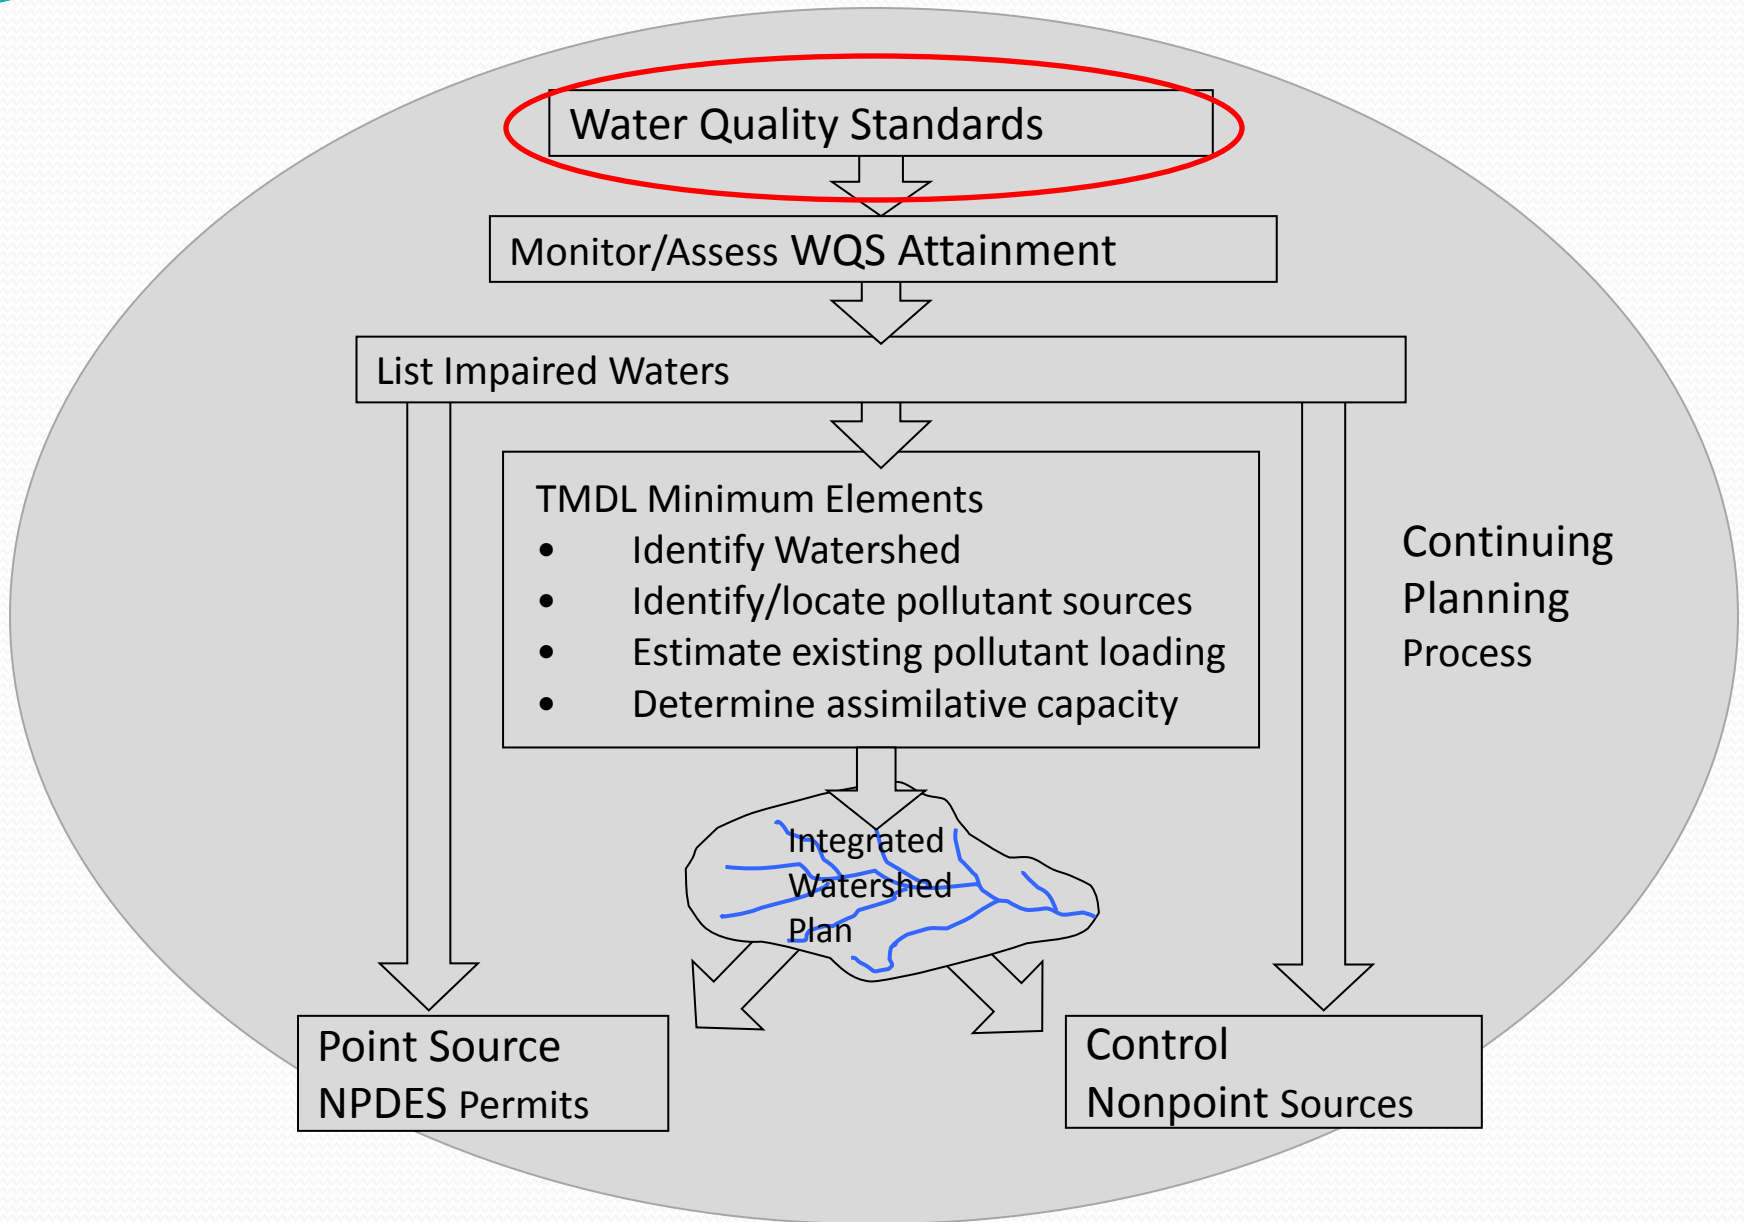 Water Quality Standards
Monitor/Assess WQS Attainment
List Impaired Waters
TMDL Minimum Elements
• Identify Watershed
• Identify/locate pollutant sources
• Estimate existing pollutant loading
• Determine assimilative capacity
Continuing
Planning
Process
Integrated
Watershed
Plan
Point Source
NPDES Permits
Control
Nonpoint Sources